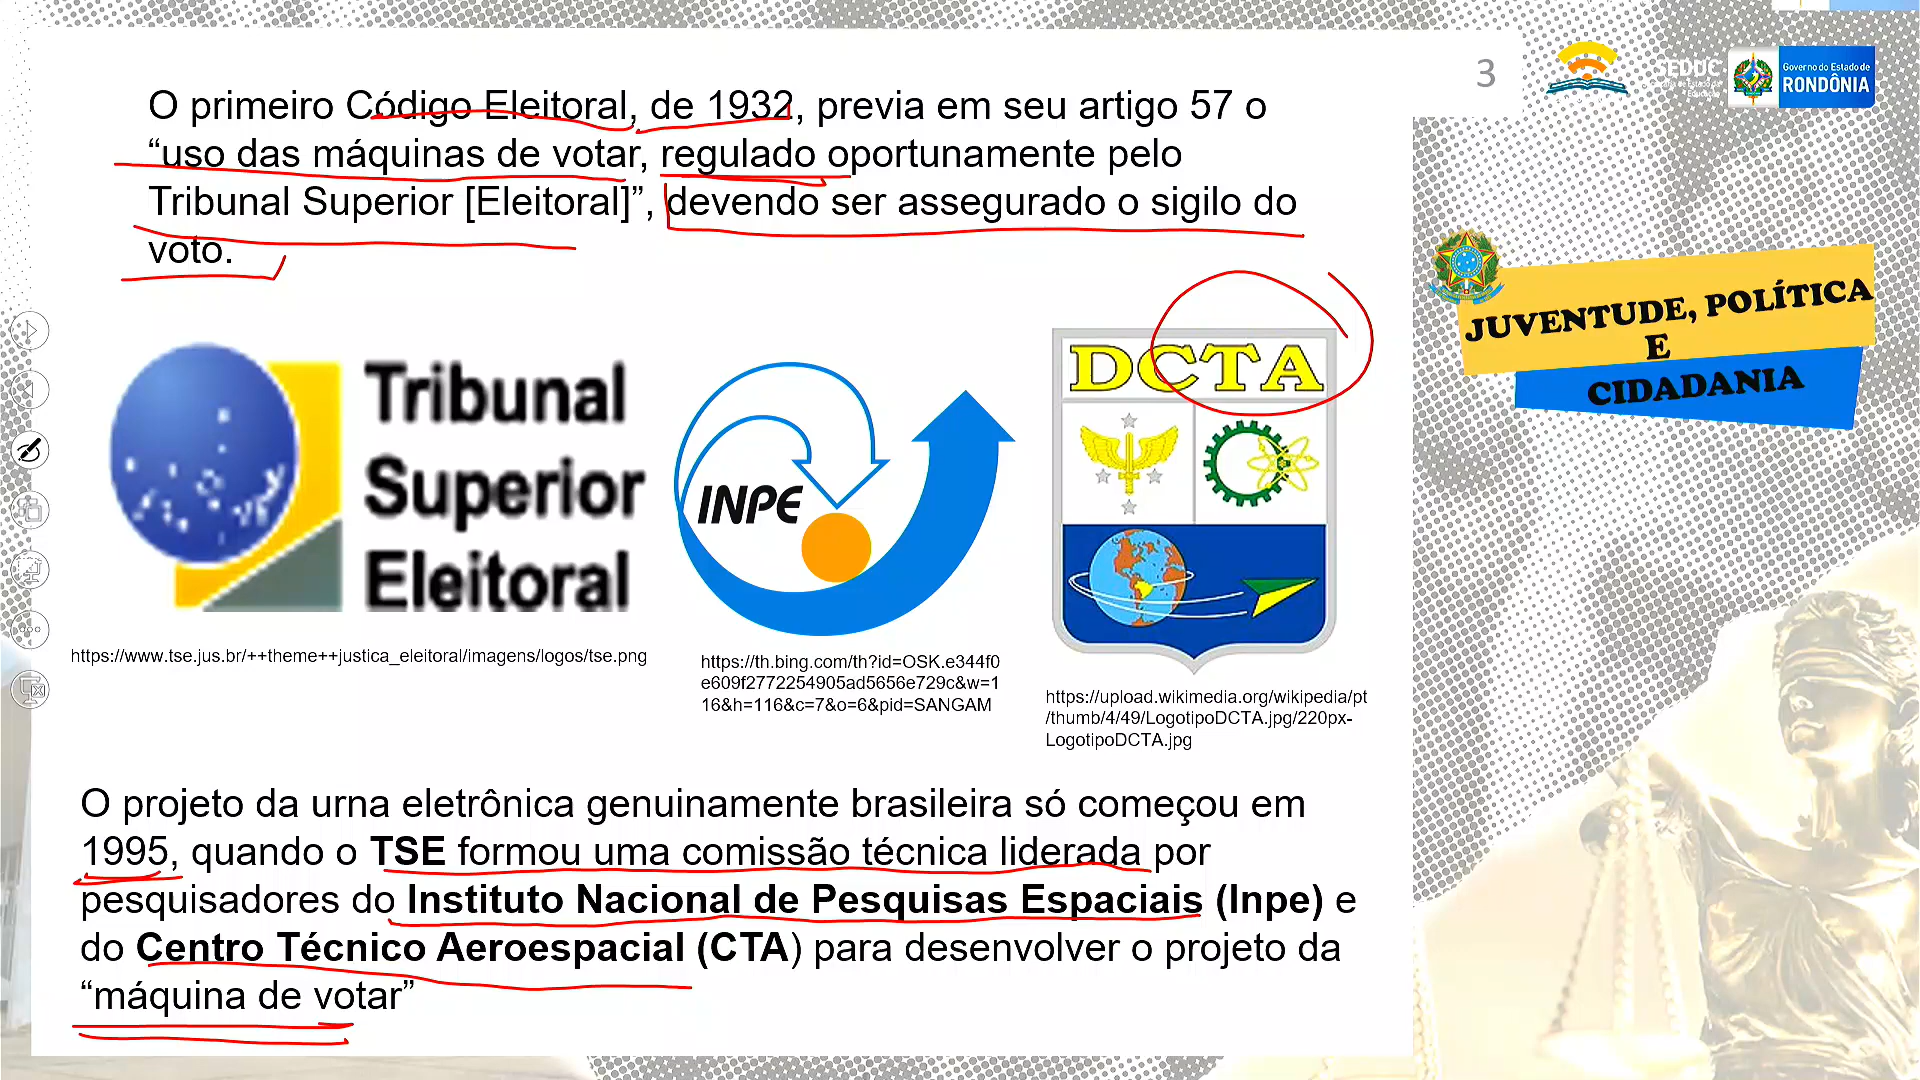 3
SEDUC
Governo do Estado de
RONDÔNIA
O primeiro Código Eleitoral, de 1932, previa em seu artigo 57 o
“uso das máquinas de votar, regulado oportunamente pelo
Tribunal Superior [Eleitoral]”, devendo ser assegurado o sigilo do
voto.
JUVENTUDE, POLÍTICA
E
CIDADANIA
Tribunal
Superior
Eleitoral
INPE
DCTA
https://www.tse.jus.br/++theme++justica_eleitoral/imagens/logos/tse.png
https://th.bing.com/th?id=OSK.e344f0
e609f2772254905ad5656e729c&w=1
16&h=116&c=7&o=6&pid=SANGAM
https://upload.wikimedia.org/wikipedia/pt
/thumb/4/49/LogotipoDCTA.jpg/220px-
LogotipoDCTA.jpg
O projeto da urna eletrônica genuinamente brasileira só começou em
1995, quando o TSE formou uma comissão técnica liderada por
pesquisadores do Instituto Nacional de Pesquisas Espaciais (Inpe) e
do Centro Técnico Aeroespacial (CTA) para desenvolver o projeto da
“máquina de votar”